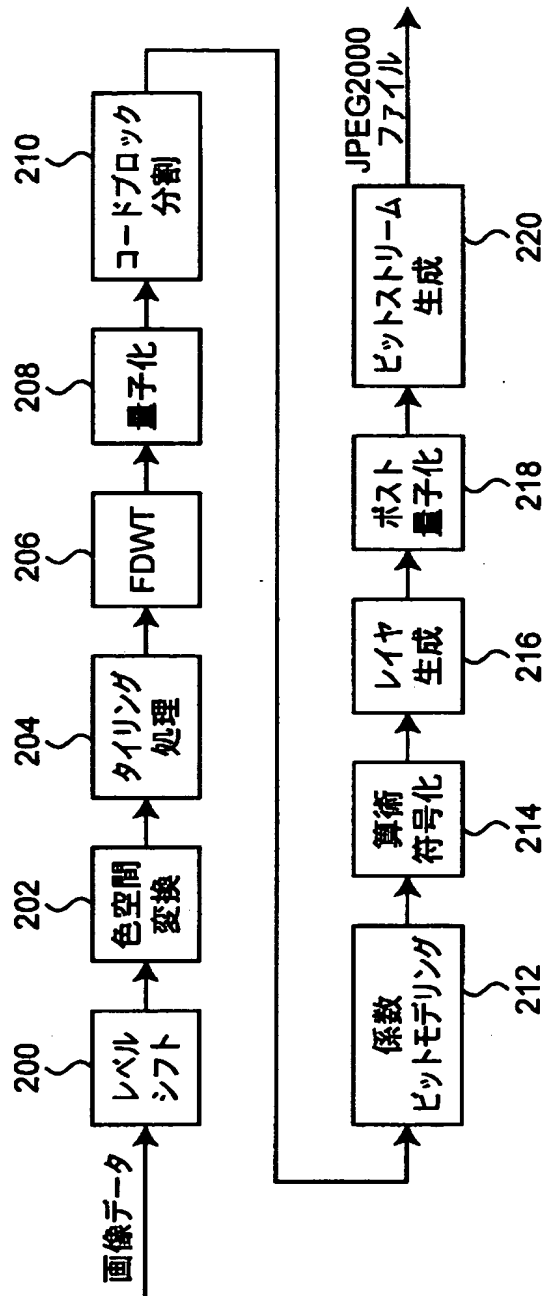 画像データ
200
レベル
シフト
202
色空間
変換
204
タイリング
処理
206
FDWT
208
量子化
210
コードブロック
分割
係数
ビットモデリング
212
算術
符号化
214
レイヤ
生成
216
ポスト
量子化
218
ビットストリーム
生成
220
JPEG2000
ファイル